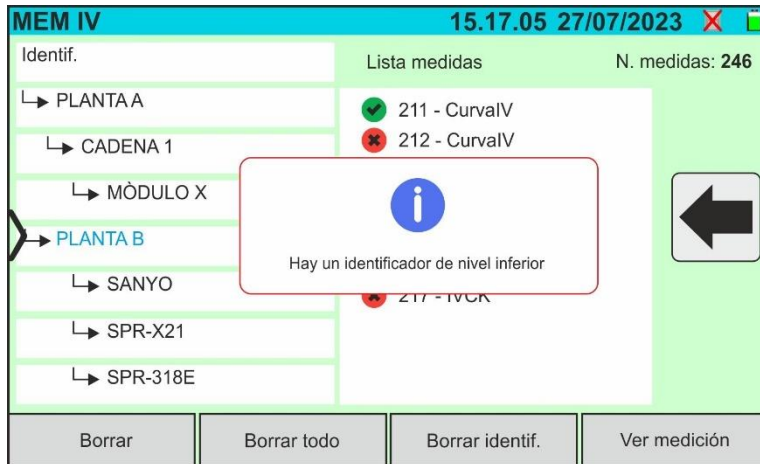 MEM IV 15.17.05 27/07/2023
Identif. Lista medidas N. medidas: 246
PLANTA A
CADENA 1
MÒDULO X
PLANTA B
SANYO
SPR-X21
SPR-318E
211 - CurvaIV
212 - CurvaIV
Hay un identificador de nivel inferior
217 - IVCK
Borrar Borrar todo Borrar identif. Ver medición